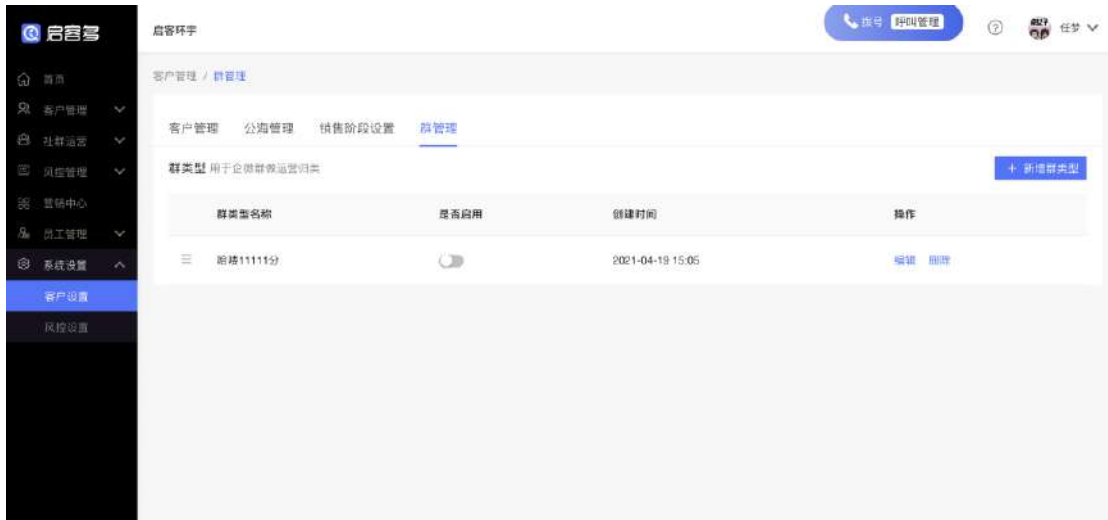 启客多
启客环宇
拨号 呼叫管理
任梦
首页
客户管理
社群运营
风控管理
营销中心
员工管理
系统设置
客户设置
风控设置
客户管理 / 群管理
客户管理 公海管理 销售阶段设置 群管理
群类型 用于企微群做运营归类
+ 新增群类型
群类型名称 是否启用 创建时间 操作
11111分 2021-04-19 15:05 编辑 删除